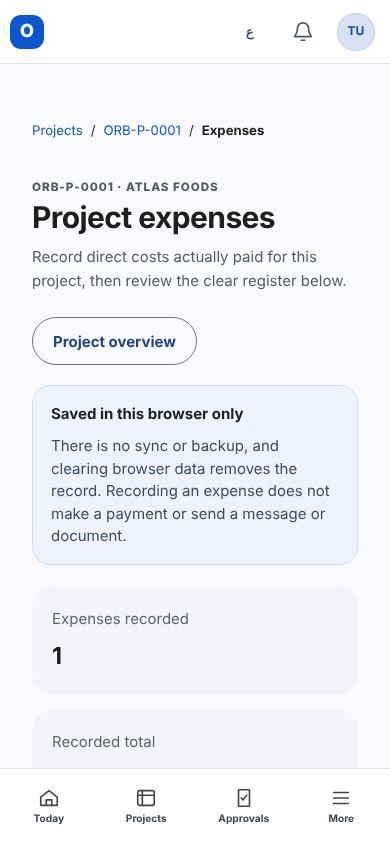 O
ع
TU
Projects / ORB-P-0001 / Expenses
ORB-P-0001 · ATLAS FOODS
Project expenses
Record direct costs actually paid for this
project, then review the clear register below.
Project overview
Saved in this browser only
There is no sync or backup, and
clearing browser data removes the
record. Recording an expense does not
make a payment or send a message or
document.
Expenses recorded
1
Recorded total
Today
Projects
Approvals
More